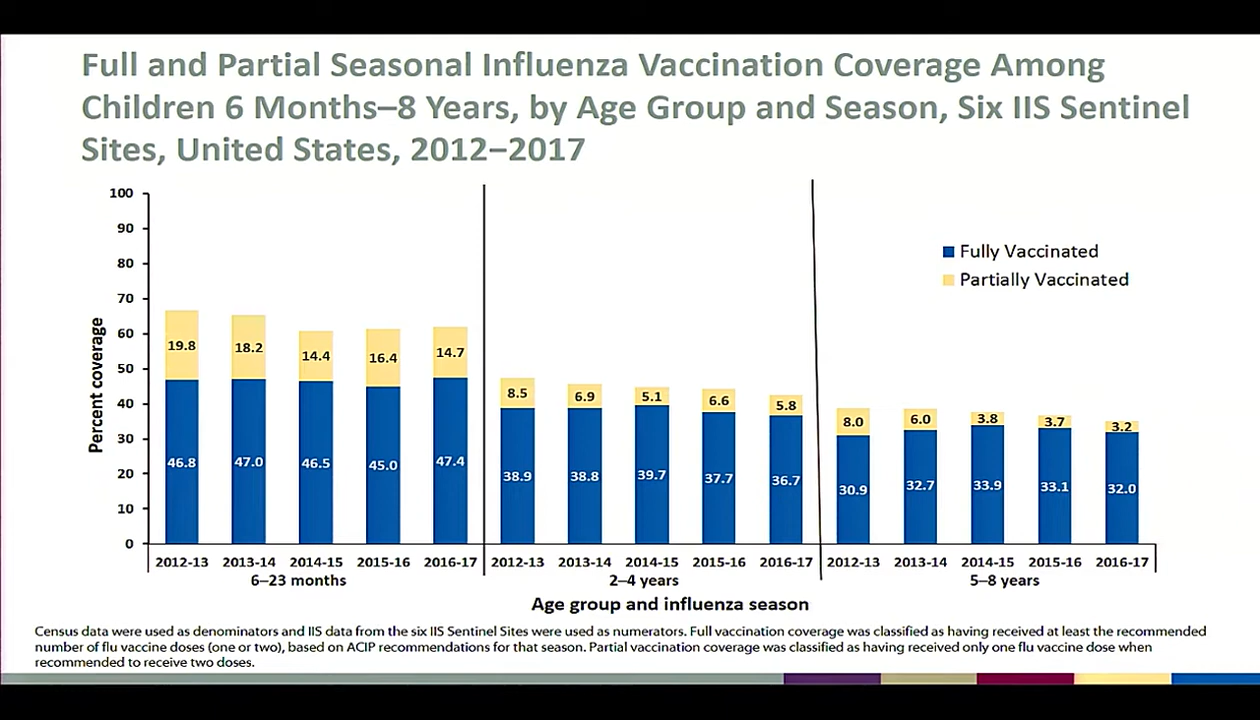 Full and Partial Seasonal Influenza Vaccination Coverage Among
Children 6 Months–8 Years, by Age Group and Season, Six IIS Sentinel
Sites, United States, 2012–2017
100
90
80
70
60
50
40
30
20
10
0
Percent coverage
Fully Vaccinated
Partially Vaccinated
19.8 18.2 14.4 16.4 14.7 8.5 6.9 5.1 6.6 5.8 8.0 6.0 3.8 3.7 3.2
46.8 47.0 46.5 45.0 47.4 38.9 38.8 39.7 37.7 36.7 30.9 32.7 33.9 33.1 32.0
2012-13 2013-14 2014-15 2015-16 2016-17 2012-13 2013-14 2014-15 2015-16 2016-17 2012-13 2013-14 2014-15 2015-16 2016-17
6–23 months 2–4 years 5–8 years
Age group and influenza season
Census data were used as denominators and IIS data from the six IIS Sentinel Sites were used as numerators. Full vaccination coverage was classified as having received at least the recommended
number of flu vaccine doses (one or two), based on ACIP recommendations for that season. Partial vaccination coverage was classified as having received only one flu vaccine dose when
recommended to receive two doses.